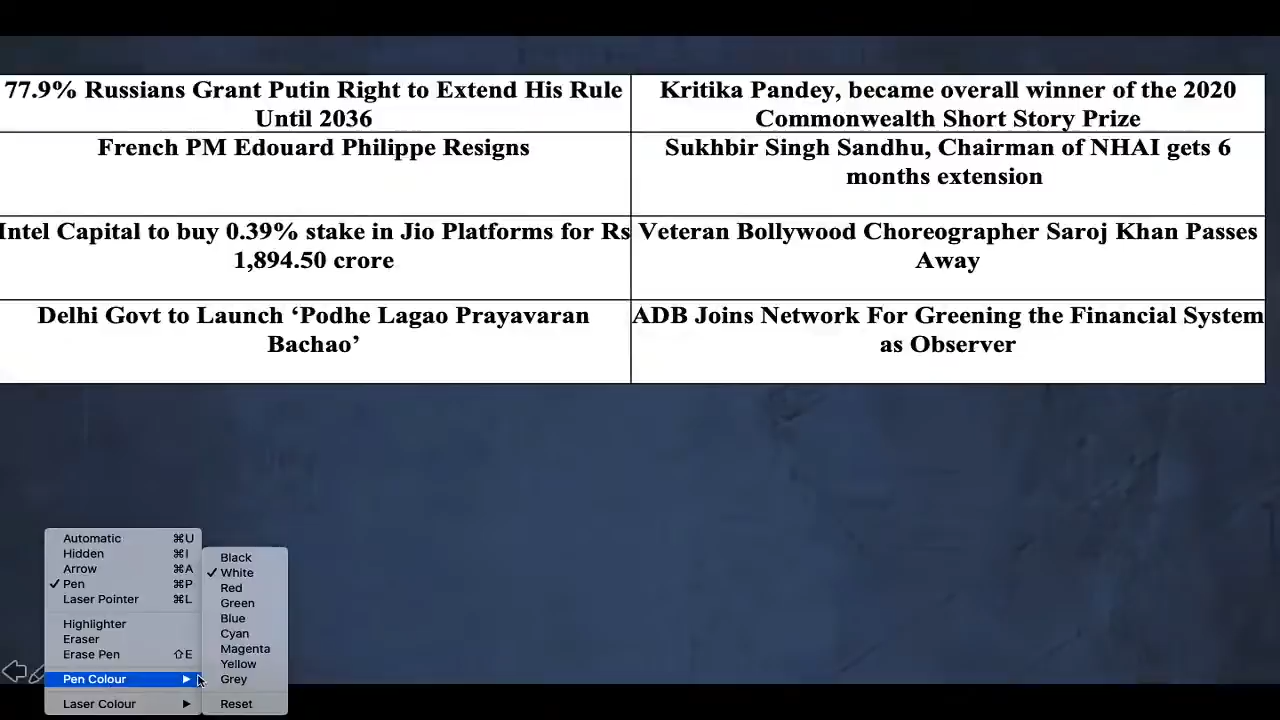 77.9% Russians Grant Putin Right to Extend His Rule
Until 2036
Kritika Pandey, became overall winner of the 2020
Commonwealth Short Story Prize
French PM Edouard Philippe Resigns
Sukhbir Singh Sandhu, Chairman of NHAI gets 6
months extension
Intel Capital to buy 0.39% stake in Jio Platforms for Rs
1,894.50 crore
Veteran Bollywood Choreographer Saroj Khan Passes
Away
Delhi Govt to Launch ‘Podhe Lagao Prayavaran
Bachao’
ADB Joins Network For Greening the Financial System
as Observer
Automatic ⌘U
Hidden ⌘I
Arrow ⌘A
✓ Pen ⌘P
Laser Pointer ⌘L
Highlighter
Eraser
Erase Pen ⇧E
Pen Colour ▶
Laser Colour ▶
Black
✓ White
Red
Green
Blue
Cyan
Magenta
Yellow
Grey
Reset